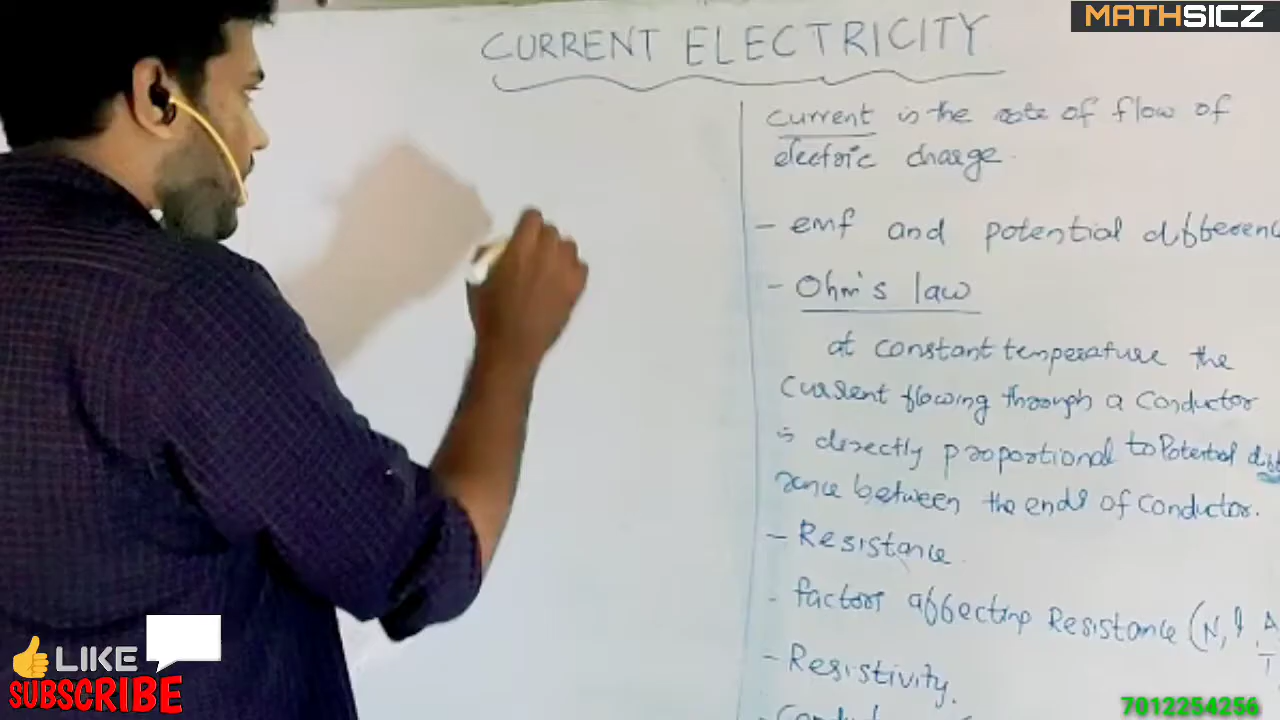 MATHSICZ
CURRENT ELECTRICITY
Current is the rate of flow of
electric charge.
- emf and potential
- Ohm's law
at constant temperature the
current flowing through a conductor
is directly proportional to Potential
between the ends of conductor.
- Resistance
- factors affecting Resistance (N, l, A
T
- Resistivity.
LIKE
SUBSCRIBE
7012254256